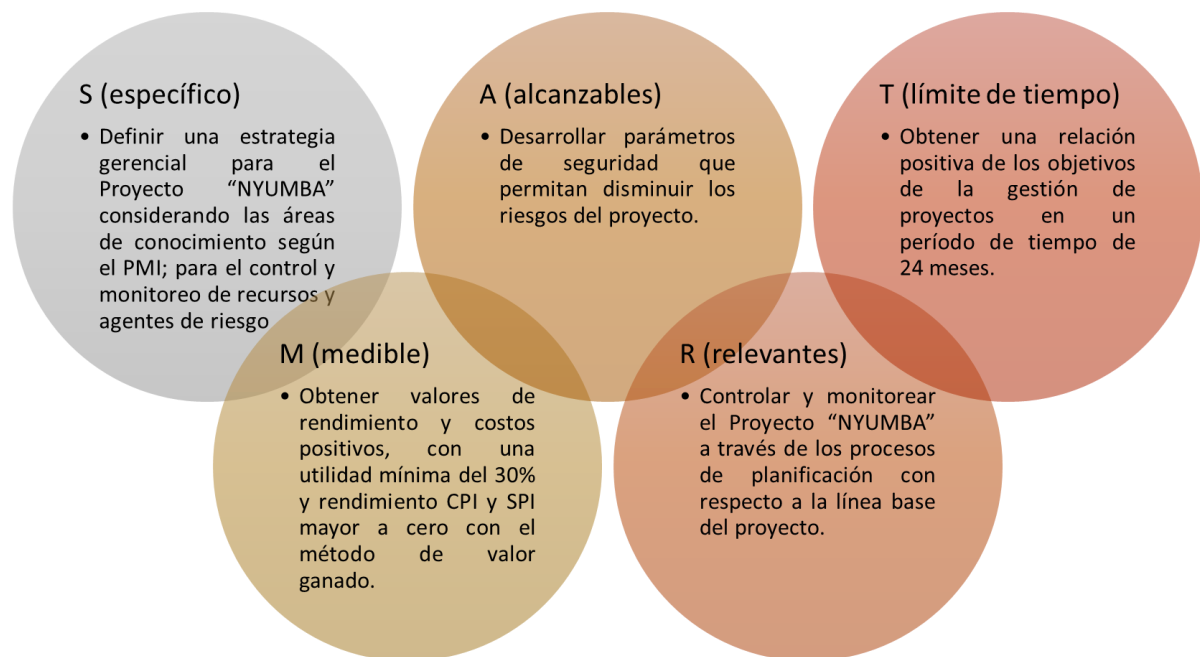 S (específico)
• Definir una estrategia
gerencial para el
Proyecto “NYUMBA”
considerando las áreas
de conocimiento según
el PMI; para el control y
monitoreo de recursos y
agentes de riesgo
M (medible)
• Obtener valores de
rendimiento y costos
positivos, con una
utilidad mínima del 30%
y rendimiento CPI y SPI
mayor a cero con el
método de valor
ganado.
A (alcanzables)
• Desarrollar parámetros
de seguridad que
permitan disminuir los
riesgos del proyecto.
R (relevantes)
• Controlar y monitorear
el Proyecto “NYUMBA”
a través de los procesos
de planificación con
respecto a la línea base
del proyecto.
T (límite de tiempo)
• Obtener una relación
positiva de los objetivos
de la gestión de
proyectos en un
período de tiempo de
24 meses.